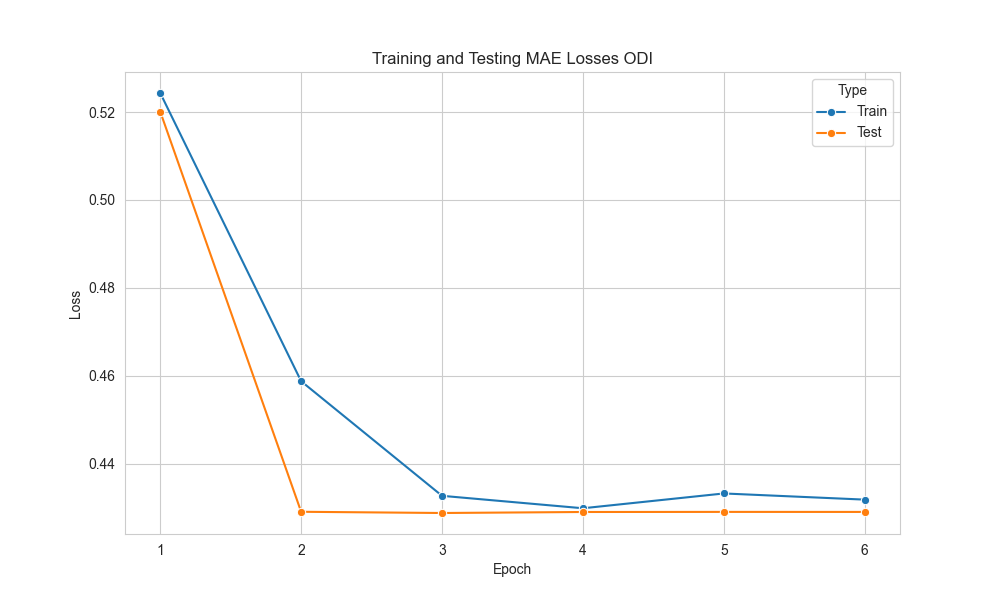 Training and Testing MAE Losses ODI
Type
Train
Test
0.52
0.50
0.48
0.46
0.44
Loss
1 2 3 4 5 6
Epoch